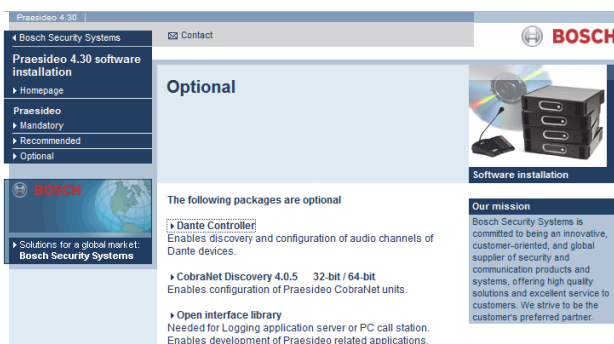 Praesideo 4.30
Bosch Security Systems
Praesideo 4.30 software
installation
Homepage
Praesideo
Mandatory
Recommended
Optional
BOSCH
Solutions for a global market:
Bosch Security Systems
Contact
BOSCH
Optional
The following packages are optional
Dante Controller
Enables discovery and configuration of audio channels of
Dante devices.
CobraNet Discovery 4.0.5 32-bit / 64-bit
Enables configuration of Praesideo CobraNet units.
Open interface library
Needed for Logging application server or PC call station.
Enables development of Praesideo related applications.
Software installation
Our mission
Bosch Security Systems is
committed to being an innovative,
customer-oriented, and global
supplier of security and
communication products and
systems, offering high quality
solutions and excellent service to
customers. We strive to be the
customer's preferred partner.